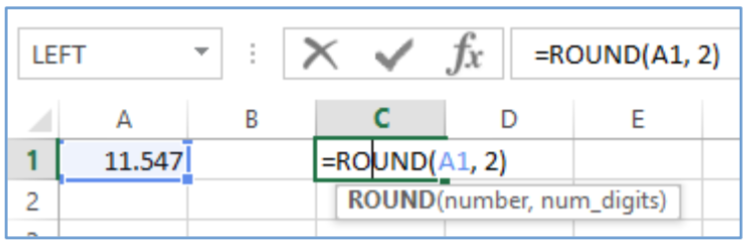 LEFT fx =ROUND(A1, 2)
A B C D E
1 11.547 =ROUND(A1, 2)
2 ROUND(number, num_digits)